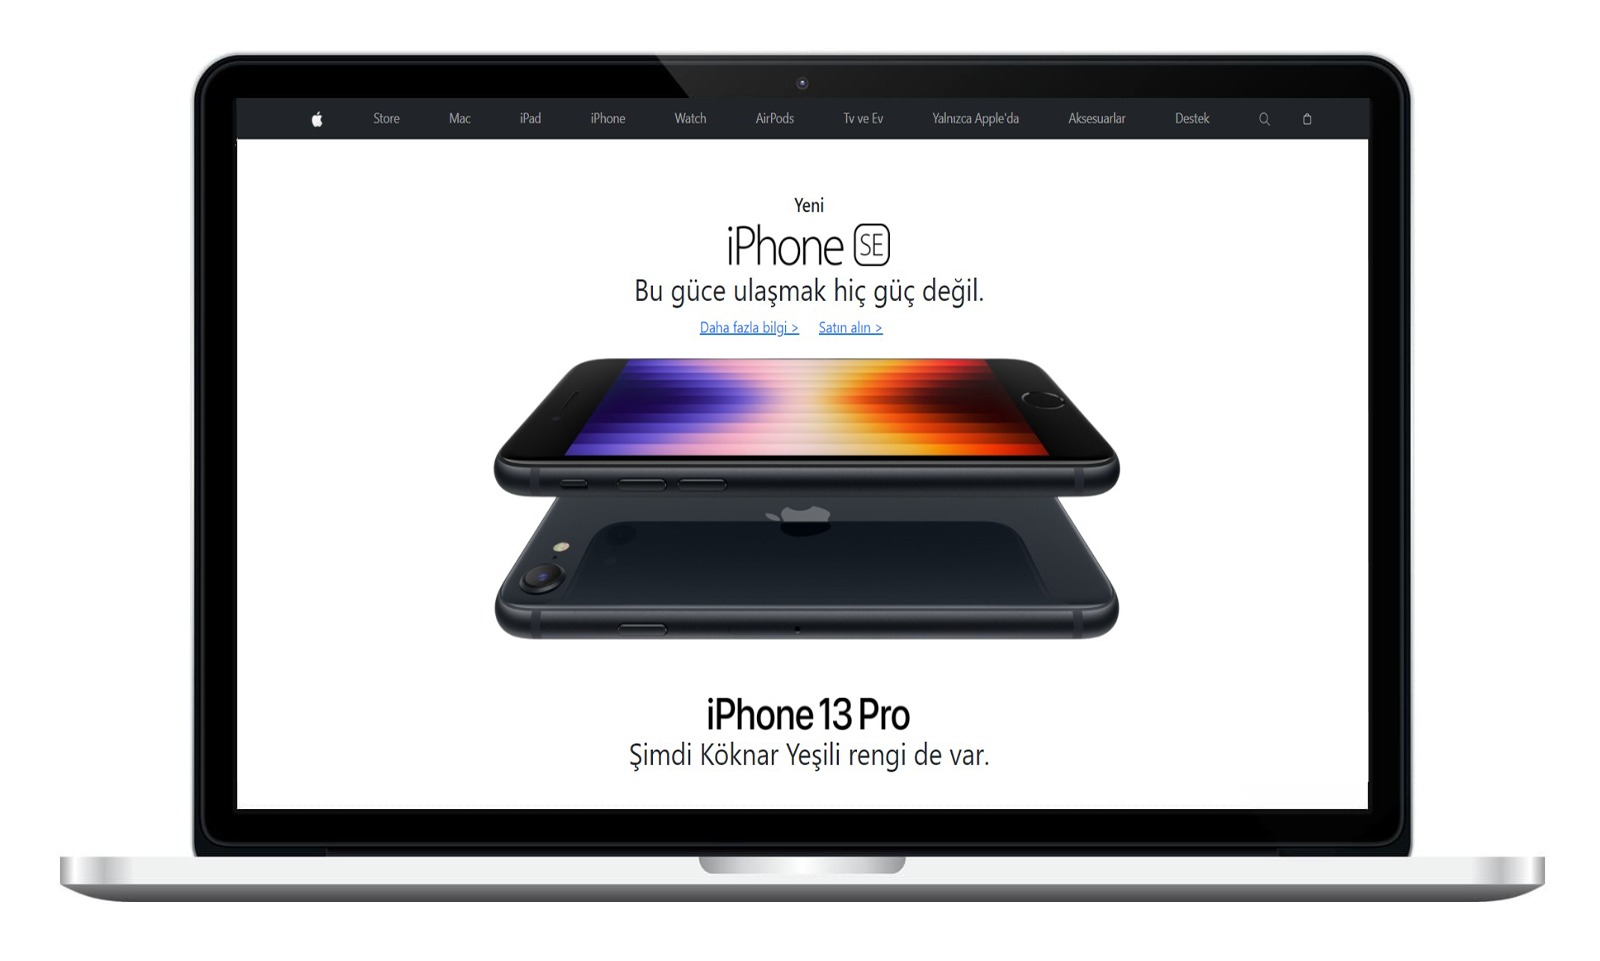 Store Mac iPad iPhone Watch AirPods Tv ve Ev Yalnızca Apple'da Aksesuarlar Destek
Yeni
iPhone SE
Bu güce ulaşmak hiç güç değil.
Daha fazla bilgi > Satın alın >
iPhone 13 Pro
Şimdi Köknar Yeşili rengi de var.